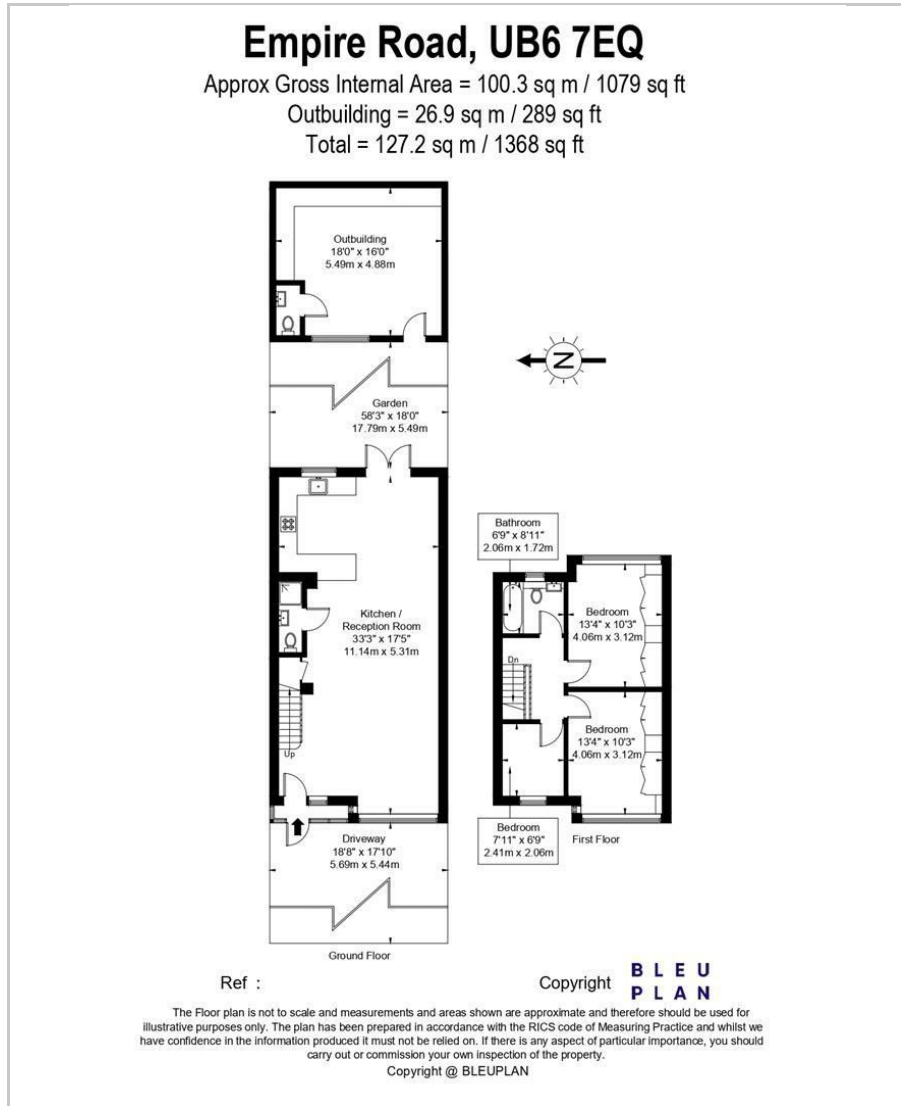 Empire Road, UB6 7EQ
Approx Gross Internal Area = 100.3 sq m / 1079 sq ft
Outbuilding = 26.9 sq m / 289 sq ft
Total = 127.2 sq m / 1368 sq ft
Outbuilding
18'0" x 16'0"
5.49m x 4.88m
N
Garden
58'3" x 18'0"
17.79m x 5.49m
Kitchen /
Reception Room
33'3" x 17'5"
11.14m x 5.31m
Up
Driveway
18'8" x 17'10"
5.69m x 5.44m
Ground Floor
Bathroom
6'9" x 8'11"
2.06m x 1.72m
Bedroom
13'4" x 10'3"
4.06m x 3.12m
Dn
Bedroom
13'4" x 10'3"
4.06m x 3.12m
Bedroom
7'11" x 6'9"
2.41m x 2.06m
First Floor
Ref :
Copyright
BLEU
PLAN
The Floor plan is not to scale and measurements and areas shown are approximate and therefore should be used for
illustrative purposes only. The plan has been prepared in accordance with the RICS code of Measuring Practice and whilst we
have confidence in the information produced it must not be relied on. If there is any aspect of particular importance, you should
carry out or commission your own inspection of the property.
Copyright @ BLEUPLAN